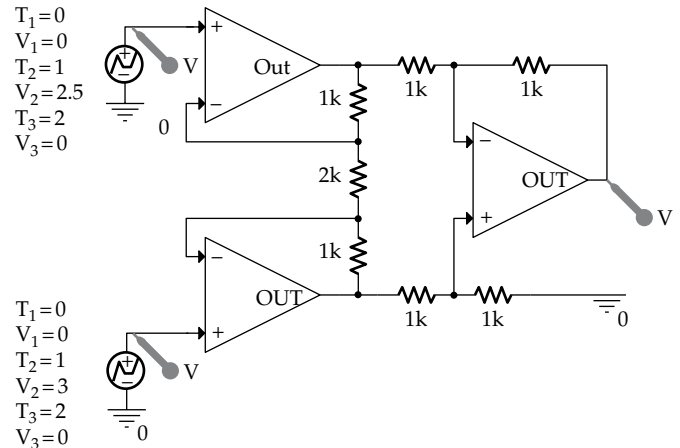 T₁=0
V₁=0
T₂=1
V₂=2.5
T₃=2
V₃=0
+
−
V
0
+
−
Out
1k
2k
1k
1k
1k
−
+
OUT
V
−
+
OUT
1k
1k
0
T₁=0
V₁=0
T₂=1
V₂=3
T₃=2
V₃=0
+
−
V
0